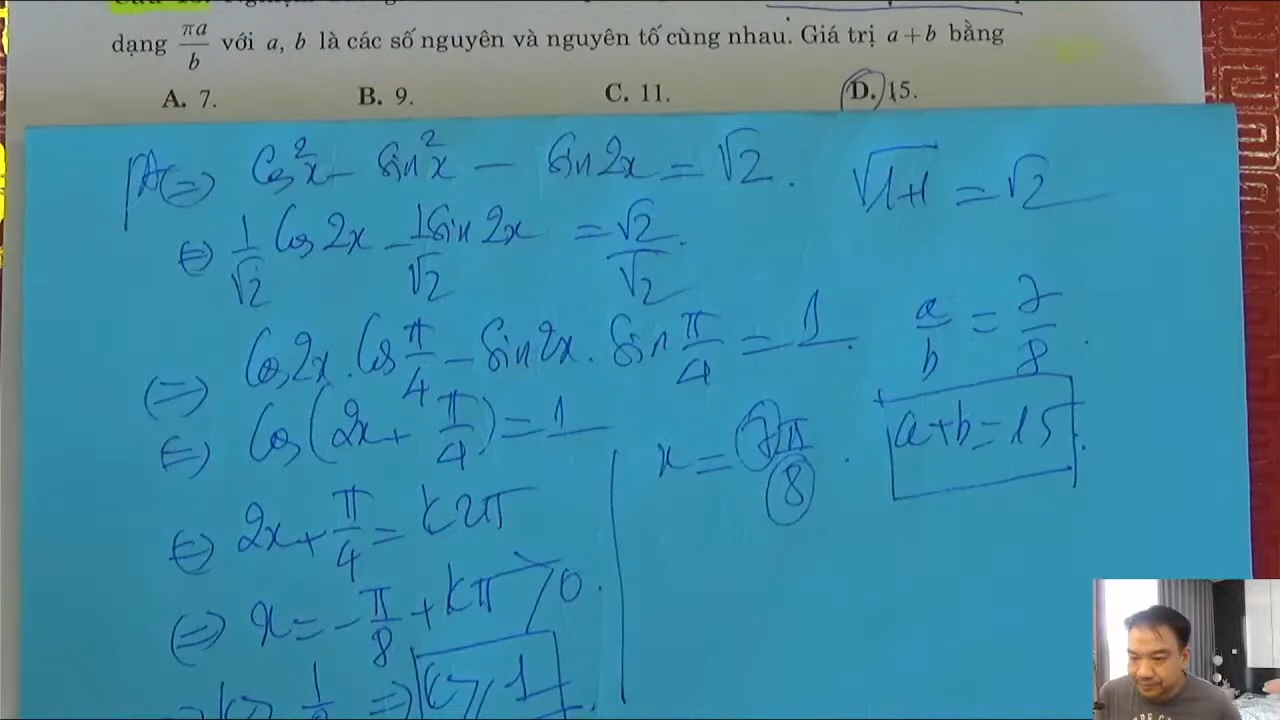 dạng πa/b với a, b là các số nguyên và nguyên tố cùng nhau. Giá trị a+b bằng
A. 7. B. 9. C. 11. D. 15.
⇔ cos²x - sin²x - sin2x = √2. √1+1 = √2
⇔ 1/√2 cos2x - 1/√2 sin2x = √2/√2.
⇔ cos2x . cos π/4 - sin2x . sin π/4 = 1. a/b = 7/8.
⇔ cos(2x + π/4) = 1 x = 7π/8. a+b=15.
⇔ 2x + π/4 = k2π
⇔ x = -π/8 + kπ > 0.